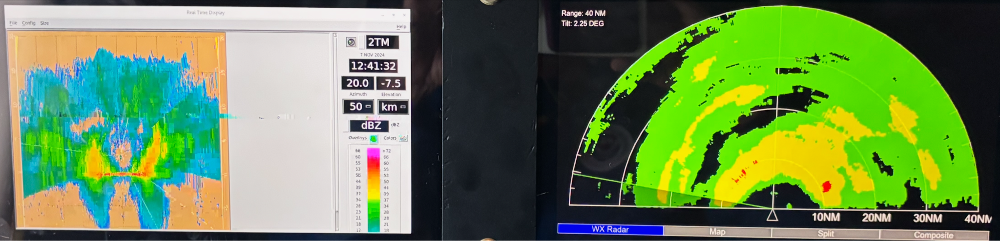 Real Time Display
File Config Size
Help
2TM
7 NOV 2024
12:41:32
20.0 -7.5
Azimuth Elevation
50 km
dBZ dBZ
Overlays Colors
66 >72
60 66
55 60
53 55
50 53
44 50
39 44
37 39
34 37
28 34
23 28
21 23
18 21
12 18
Range: 40 NM
Tilt: 2.25 DEG
10NM 20NM 30NM 40NM
WX Radar Map Split Composite